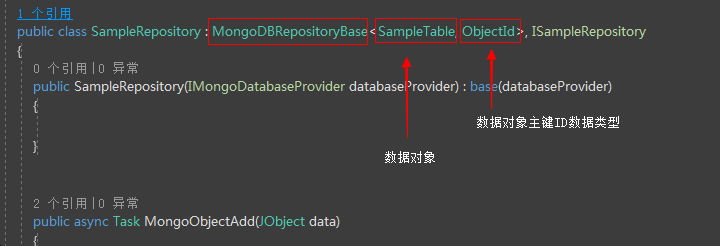 1 个引用
public class SampleRepository : MongoDBRepositoryBase<SampleTable, ObjectId>, ISampleRepository
{
0 个引用|0 异常
public SampleRepository(IMongoDatabaseProvider databaseProvider) : base(databaseProvider)
{
数据对象主键ID数据类型
}
数据对象
2 个引用|0 异常
public async Task MongoObjectAdd(JObject data)
{